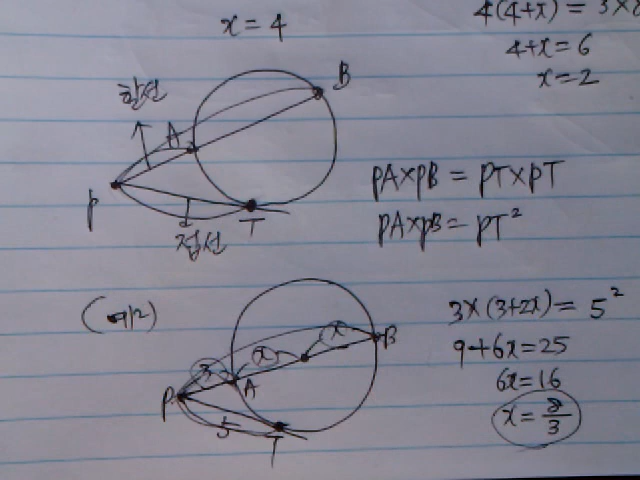 x=4
4(4+x)=3×8
4+x=6
x=2
할선
A
B
P
T
접선
PA×PB=PT×PT
PA×PB=PT²
(예2)
3
x
x
P
A
B
5
T
3×(3+2x)=5²
9+6x=25
6x=16
x=8/3